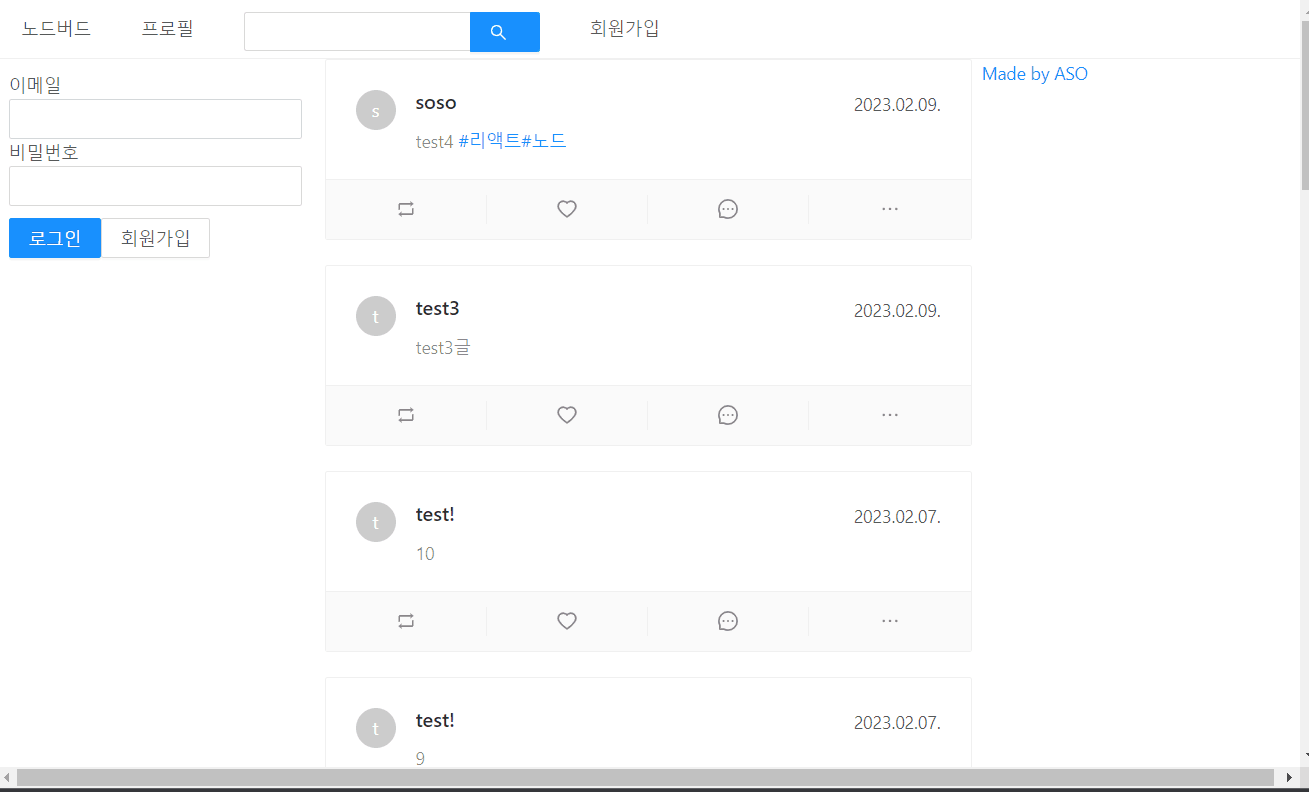 노드버드 프로필 회원가입
이메일
비밀번호
로그인 회원가입
s soso 2023.02.09.
test4 #리액트#노드
t test3 2023.02.09.
test3글
t test! 2023.02.07.
10
t test! 2023.02.07.
9
Made by ASO